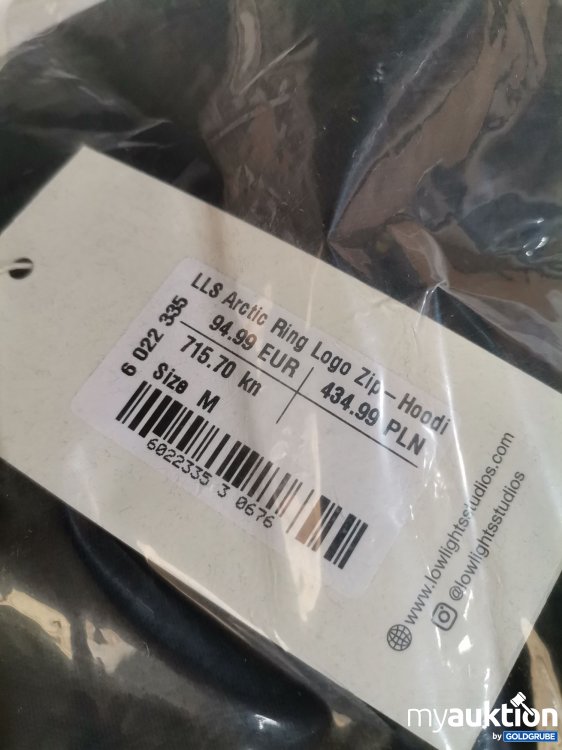 LLS Arctic Ring Logo Zip-Hoodi
94.99 EUR
434.99 PLN
715.70 kn
Size M
6 022 335
6022335 3 0676
www.lowlightsstudios.com
@lowlightsstudios
myauktion
by GOLDGRUBE